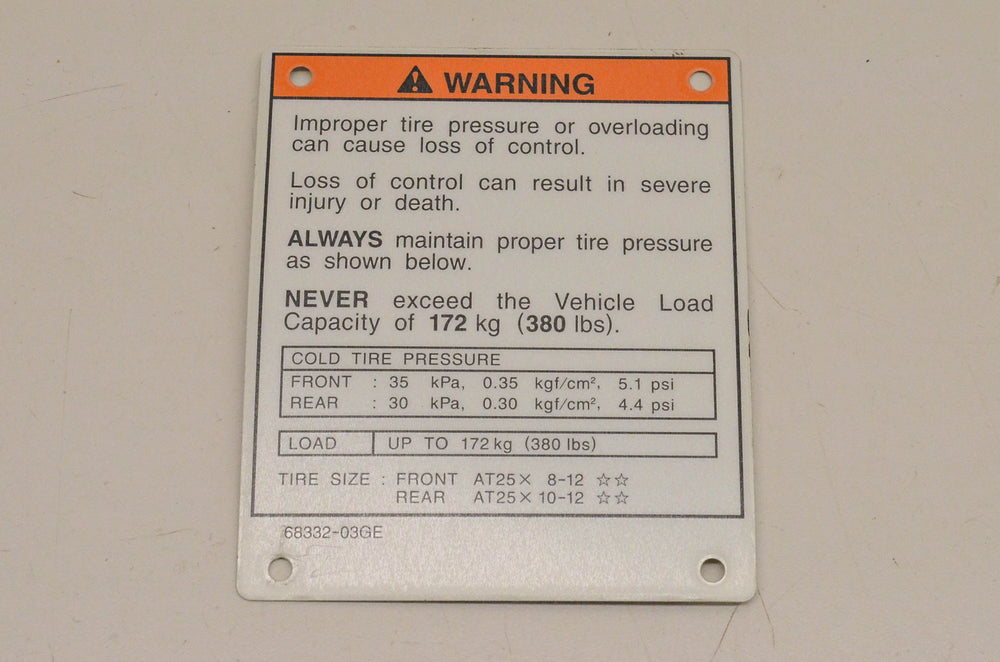 WARNING
Improper tire pressure or overloading
can cause loss of control.
Loss of control can result in severe
injury or death.
ALWAYS maintain proper tire pressure
as shown below.
NEVER exceed the Vehicle Load
Capacity of 172 kg (380 lbs).
COLD TIRE PRESSURE
FRONT : 35 kPa, 0.35 kgf/cm², 5.1 psi
REAR : 30 kPa, 0.30 kgf/cm², 4.4 psi
LOAD UP TO 172 kg (380 lbs)
TIRE SIZE : FRONT AT25× 8-12 ☆☆
REAR AT25×10-12 ☆☆
68332-03GE